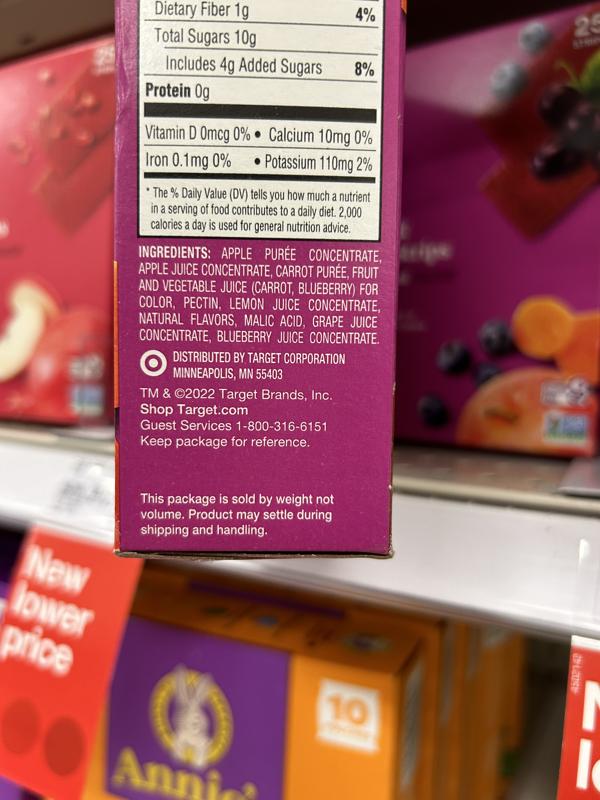 Dietary Fiber 1g 4%
Total Sugars 10g
Includes 4g Added Sugars 8%
Protein 0g
Vitamin D 0mcg 0% • Calcium 10mg 0%
Iron 0.1mg 0% • Potassium 110mg 2%
* The % Daily Value (DV) tells you how much a nutrient
in a serving of food contributes to a daily diet. 2,000
calories a day is used for general nutrition advice.
INGREDIENTS: APPLE PURÉE CONCENTRATE,
APPLE JUICE CONCENTRATE, CARROT PURÉE, FRUIT
AND VEGETABLE JUICE (CARROT, BLUEBERRY) FOR
COLOR, PECTIN, LEMON JUICE CONCENTRATE,
NATURAL FLAVORS, MALIC ACID, GRAPE JUICE
CONCENTRATE, BLUEBERRY JUICE CONCENTRATE.
DISTRIBUTED BY TARGET CORPORATION
MINNEAPOLIS, MN 55403
TM & ©2022 Target Brands, Inc.
Shop Target.com
Guest Services 1-800-316-6151
Keep package for reference.
This package is sold by weight not
volume. Product may settle during
shipping and handling.
25
25
New
lower
price
10
Annie's
N